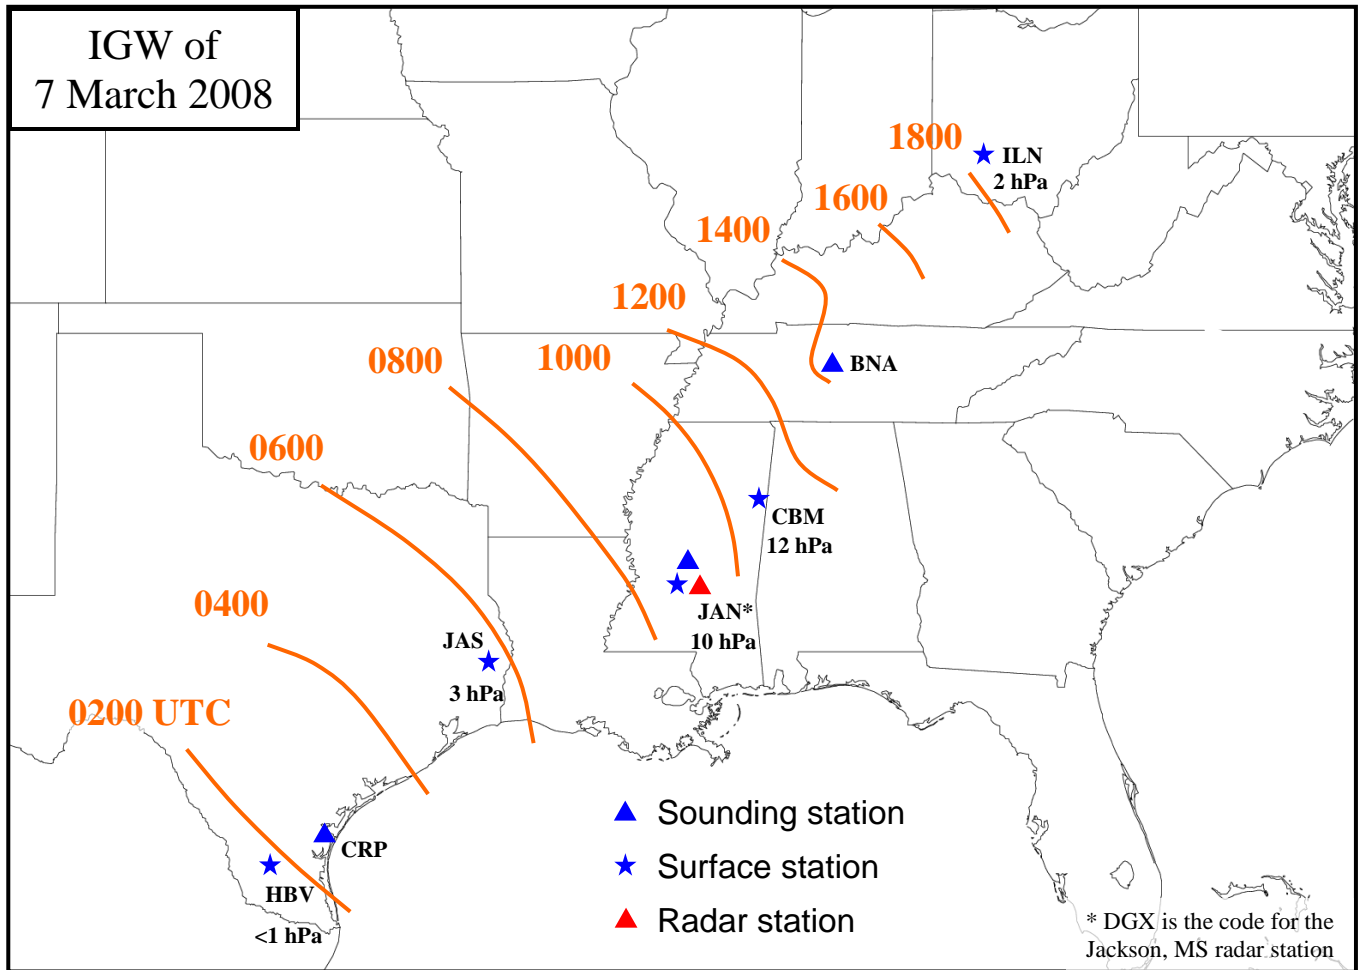 IGW of
7 March 2008
1800
ILN
2 hPa
1600
1400
1200
1000
BNA
0800
0600
CBM
12 hPa
0400
JAN*
10 hPa
JAS
3 hPa
0200 UTC
CRP
HBV
<1 hPa
Sounding station
Surface station
Radar station
* DGX is the code for the
Jackson, MS radar station